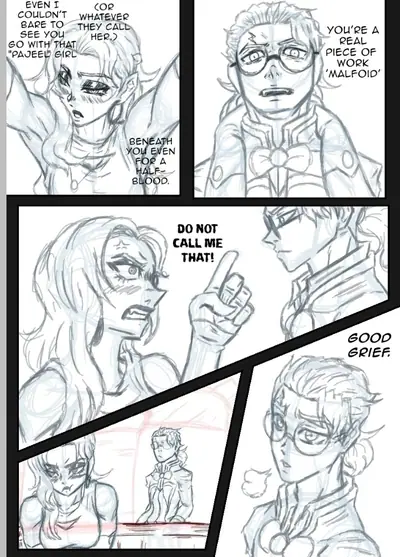 EVEN I
COULDN'T
BARE TO
SEE YOU
GO WITH THAT
"PAJEEL" GIRL
(OR
WHATEVER
THEY CALL
HER.)
BENEATH
YOU EVEN
FOR A
HALF-
BLOOD.
YOU'RE A
REAL
PIECE OF
WORK
'MALFOID'
DO NOT
CALL ME
THAT!
GOOD
GRIEF.